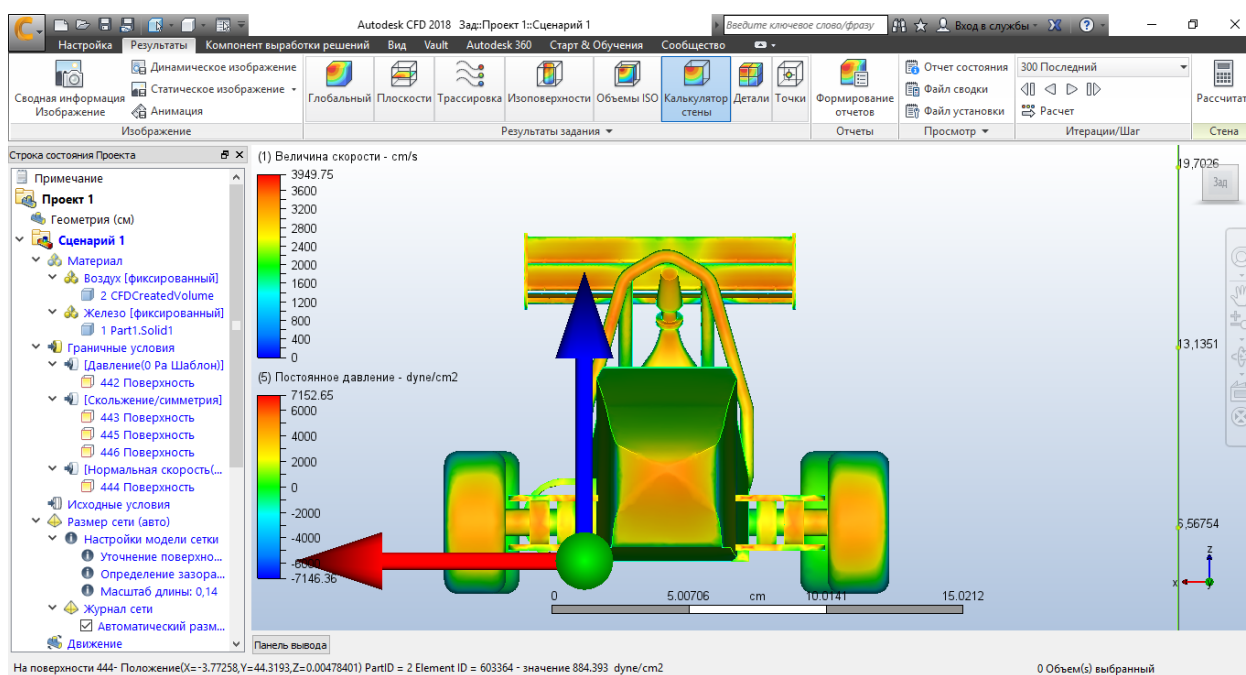 Autodesk CFD 2018 Зад::Проект 1::Сценарий 1
Введите ключевое слово/фразу
Вход в службы
Настройка Результаты Компонент выработки решений Вид Vault Autodesk 360 Старт & Обучения Сообщество
Сводная информация
Изображение
Динамическое изображение
Статическое изображение
Анимация
Глобальный
Плоскости
Трассировка
Изоповерхности
Объемы ISO
Калькулятор
стены
Детали
Точки
Формирование
отчетов
Отчет состояния
Файл сводки
Файл установки
300 Последний
Расчет
Рассчитат
Изображение
Результаты задания
Отчеты
Просмотр
Итерации/Шаг
Стена
Строка состояния Проекта
Примечание
Проект 1
Геометрия (см)
Сценарий 1
Материал
Воздух [фиксированный]
2 CFDCreatedVolume
Железо [фиксированный]
1 Part1.Solid1
Граничные условия
[Давление(0 Pa Шаблон)]
442 Поверхность
[Скольжение/симметрия]
443 Поверхность
445 Поверхность
446 Поверхность
[Нормальная скорость(...
444 Поверхность
Исходные условия
Размер сети (авто)
Настройки модели сетки
Уточнение поверхно...
Определение зазора...
Масштаб длины: 0,14
Журнал сети
Автоматический разм...
Движение
(1) Величина скорости - cm/s
3949.75
3600
3200
2800
2400
2000
1600
1200
800
400
0
(5) Постоянное давление - dyne/cm2
7152.65
6000
4000
2000
0
-2000
-4000
-6000
-7146.36
19,7026
Зад
13,1351
6,56754
z
x
0 5.00706 cm 10.0141 15.0212
Панель вывода
На поверхности 444- Положение(X=-3.77258,Y=44.3193,Z=0.00478401) PartID = 2 Element ID = 603364 - значение 884.393 dyne/cm2
0 Объем(s) выбранный